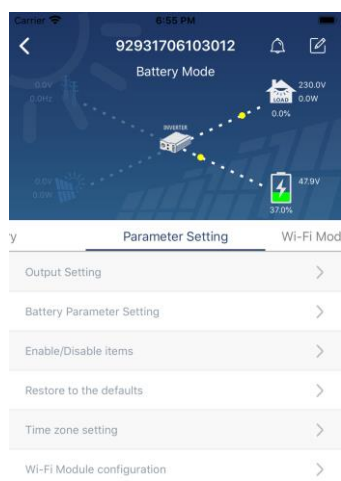 Carrier 6:55 PM
92931706103012
Battery Mode
0.0V
0.0Hz
230.0V
0.0W
LOAD
0.0%
INVERTER
0.0V
0.0W
47.9V
37.0%
y Parameter Setting Wi-Fi Mod
Output Setting
Battery Parameter Setting
Enable/Disable items
Restore to the defaults
Time zone setting
Wi-Fi Module configuration